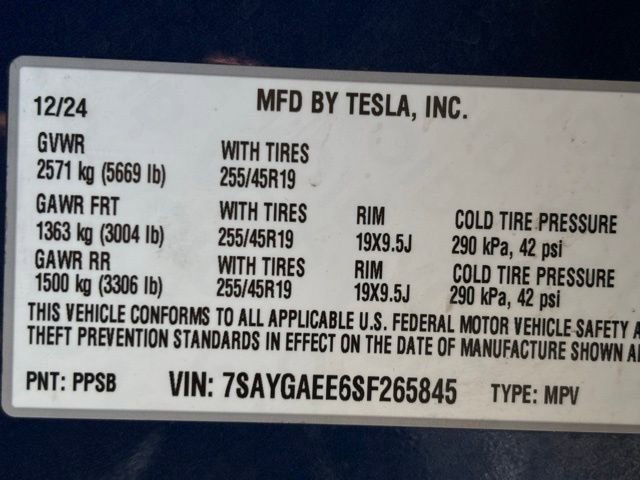 12/24 MFD BY TESLA, INC.
GVWR WITH TIRES
2571 kg (5669 lb) 255/45R19
GAWR FRT WITH TIRES RIM COLD TIRE PRESSURE
1363 kg (3004 lb) 255/45R19 19X9.5J 290 kPa, 42 psi
GAWR RR WITH TIRES RIM COLD TIRE PRESSURE
1500 kg (3306 lb) 255/45R19 19X9.5J 290 kPa, 42 psi
THIS VEHICLE CONFORMS TO ALL APPLICABLE U.S. FEDERAL MOTOR VEHICLE SAFETY
THEFT PREVENTION STANDARDS IN EFFECT ON THE DATE OF MANUFACTURE SHOWN
PNT: PPSB VIN: 7SAYGAEE6SF265845 TYPE: MPV